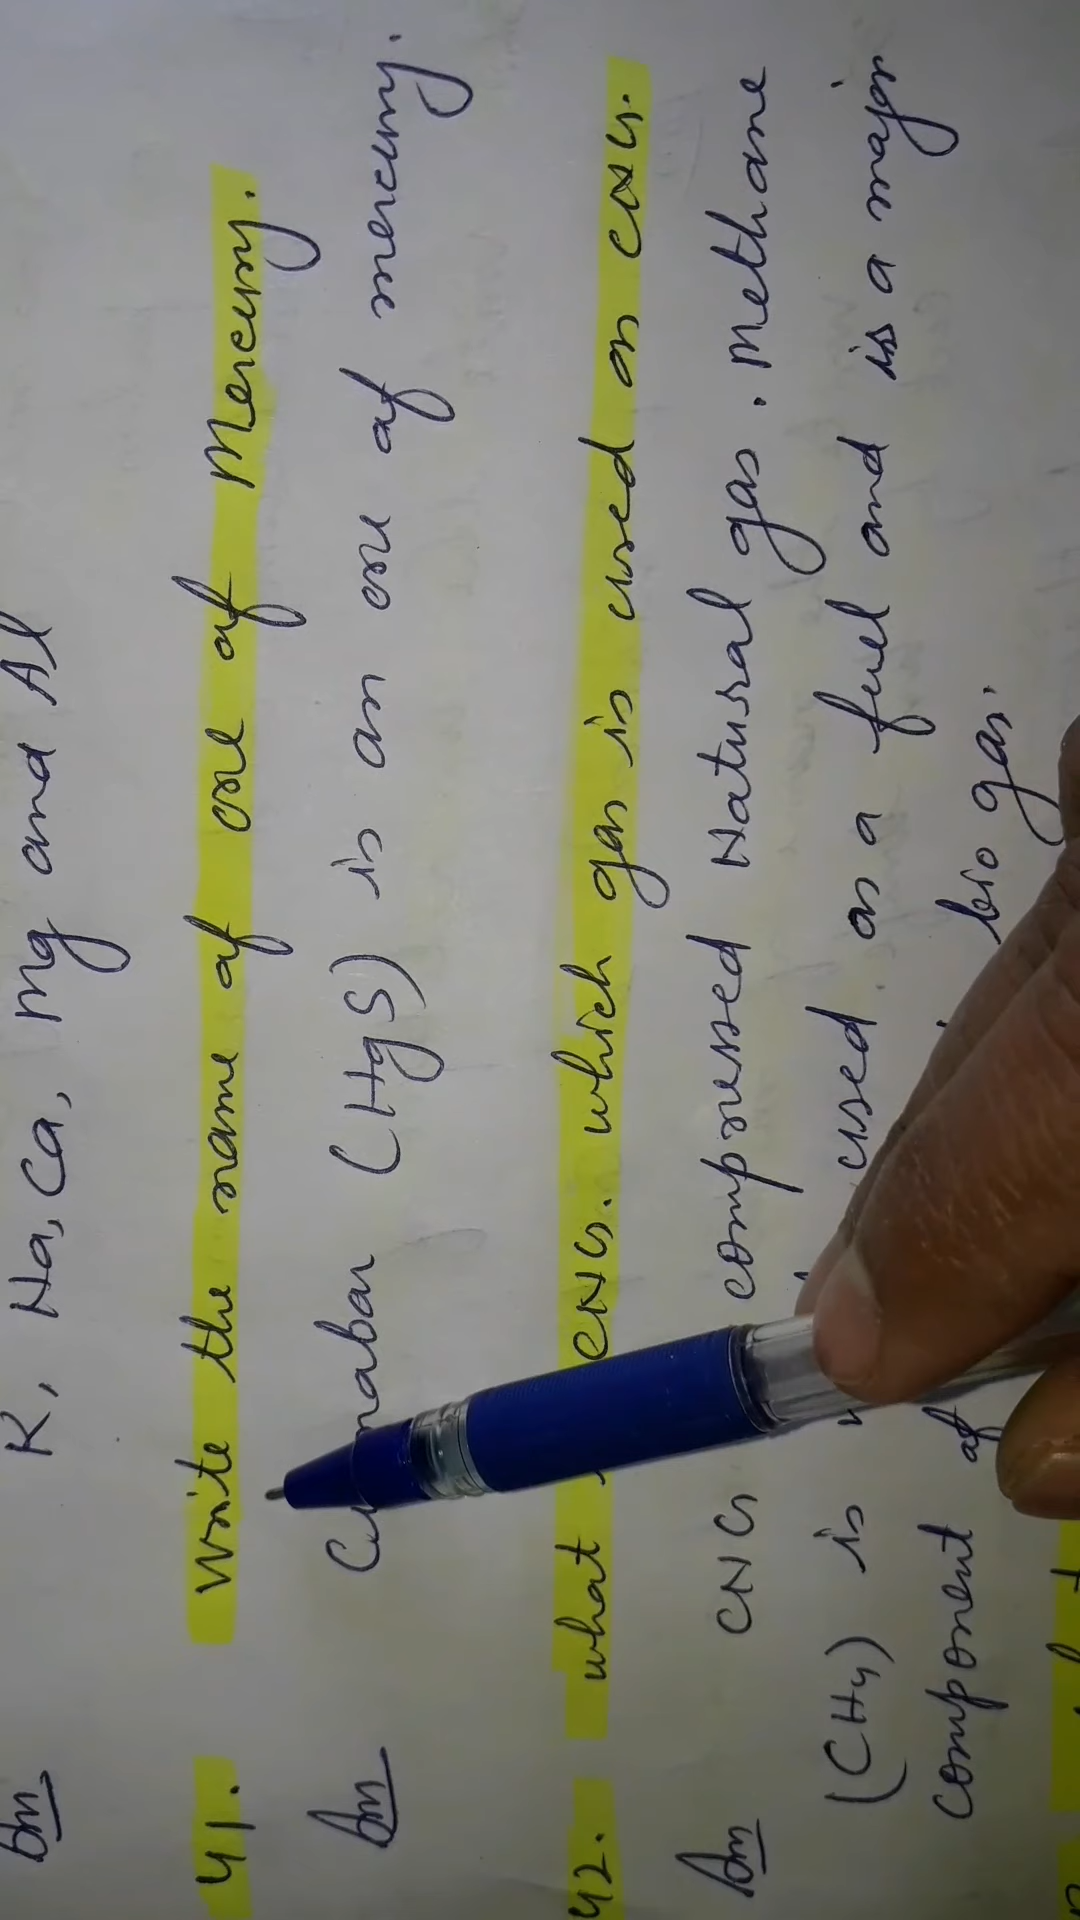 Ans K, Na, Ca, Mg and Al
41. Write the name of ore of Mercury.
Ans (HgS) is an ore of mercury.
42. what CNG. which gas is used as CNG.
Ans CNG compressed Natural gas. Methane
(CH4) is used as a fuel and is a major
component of bio gas.